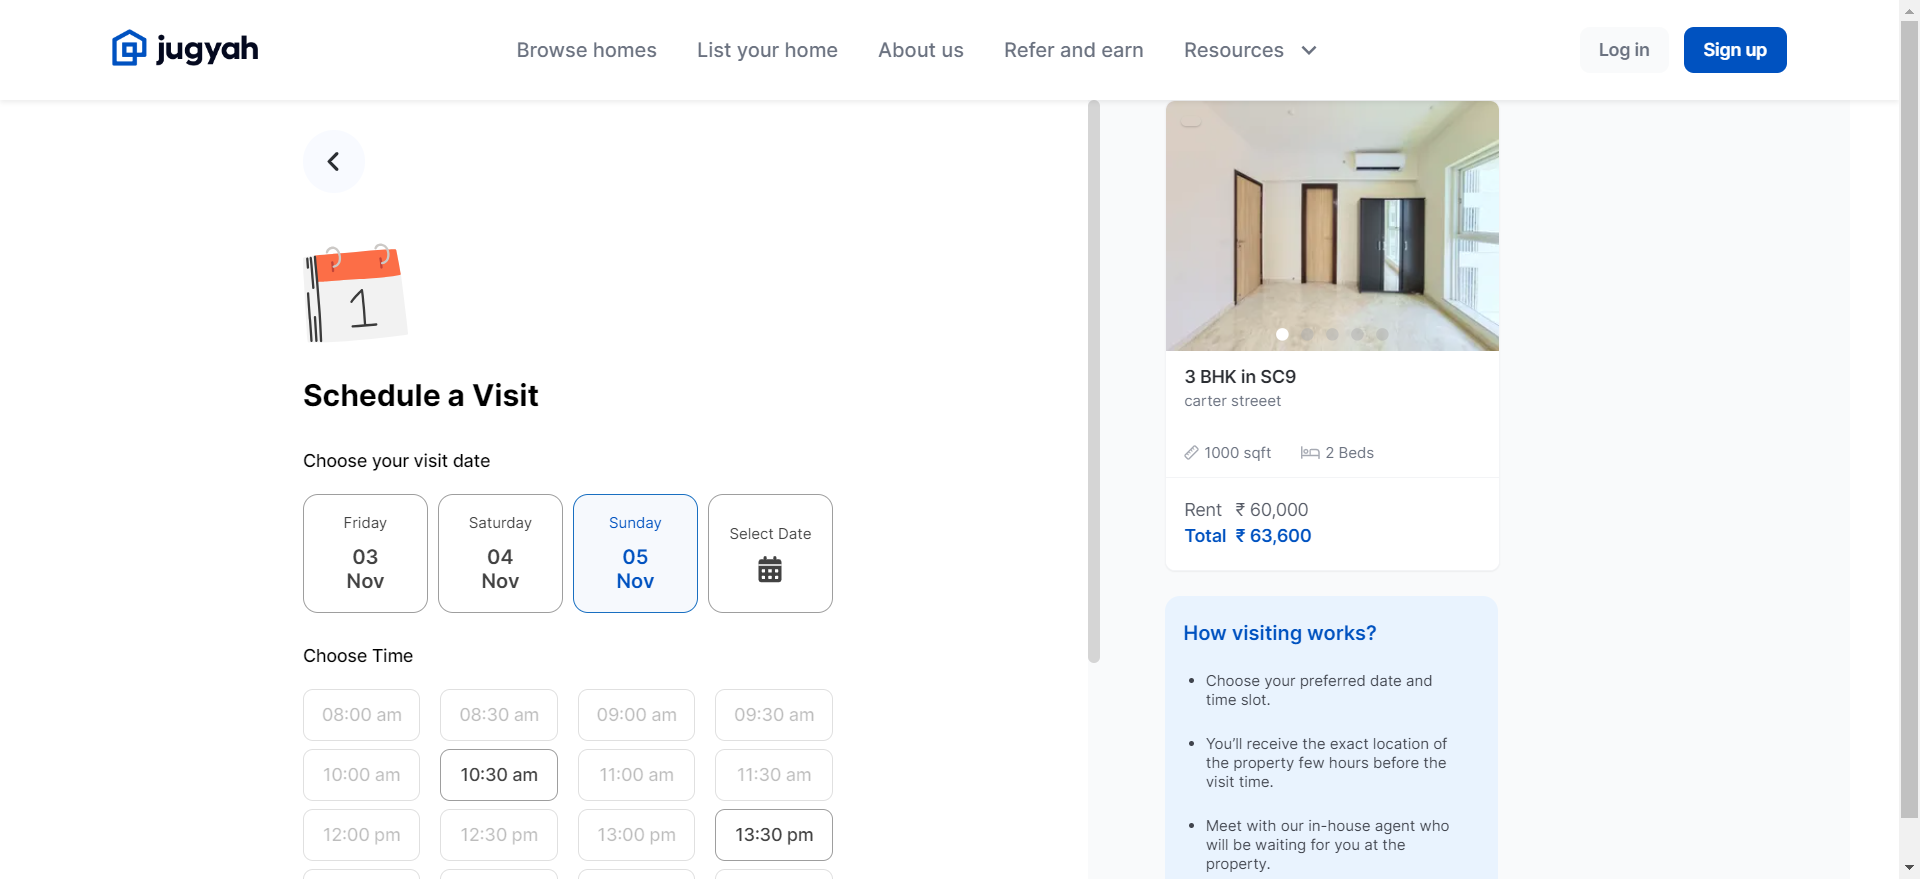 jugyah
Browse homes
List your home
About us
Refer and earn
Resources
Log in
Sign up
1
Schedule a Visit
Choose your visit date
Friday
03
Nov
Saturday
04
Nov
Sunday
05
Nov
Select Date
Choose Time
08:00 am
08:30 am
09:00 am
09:30 am
10:00 am
10:30 am
11:00 am
11:30 am
12:00 pm
12:30 pm
13:00 pm
13:30 pm
3 BHK in SC9
carter streeet
1000 sqft
2 Beds
Rent ₹ 60,000
Total ₹ 63,600
How visiting works?
• Choose your preferred date and
time slot.
• You’ll receive the exact location of
the property few hours before the
visit time.
• Meet with our in-house agent who
will be waiting for you at the
property.